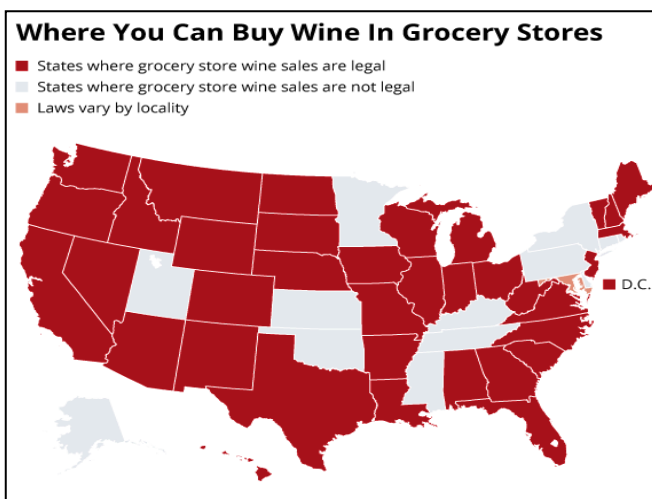 Where You Can Buy Wine In Grocery Stores
States where grocery store wine sales are legal
States where grocery store wine sales are not legal
Laws vary by locality
D.C.